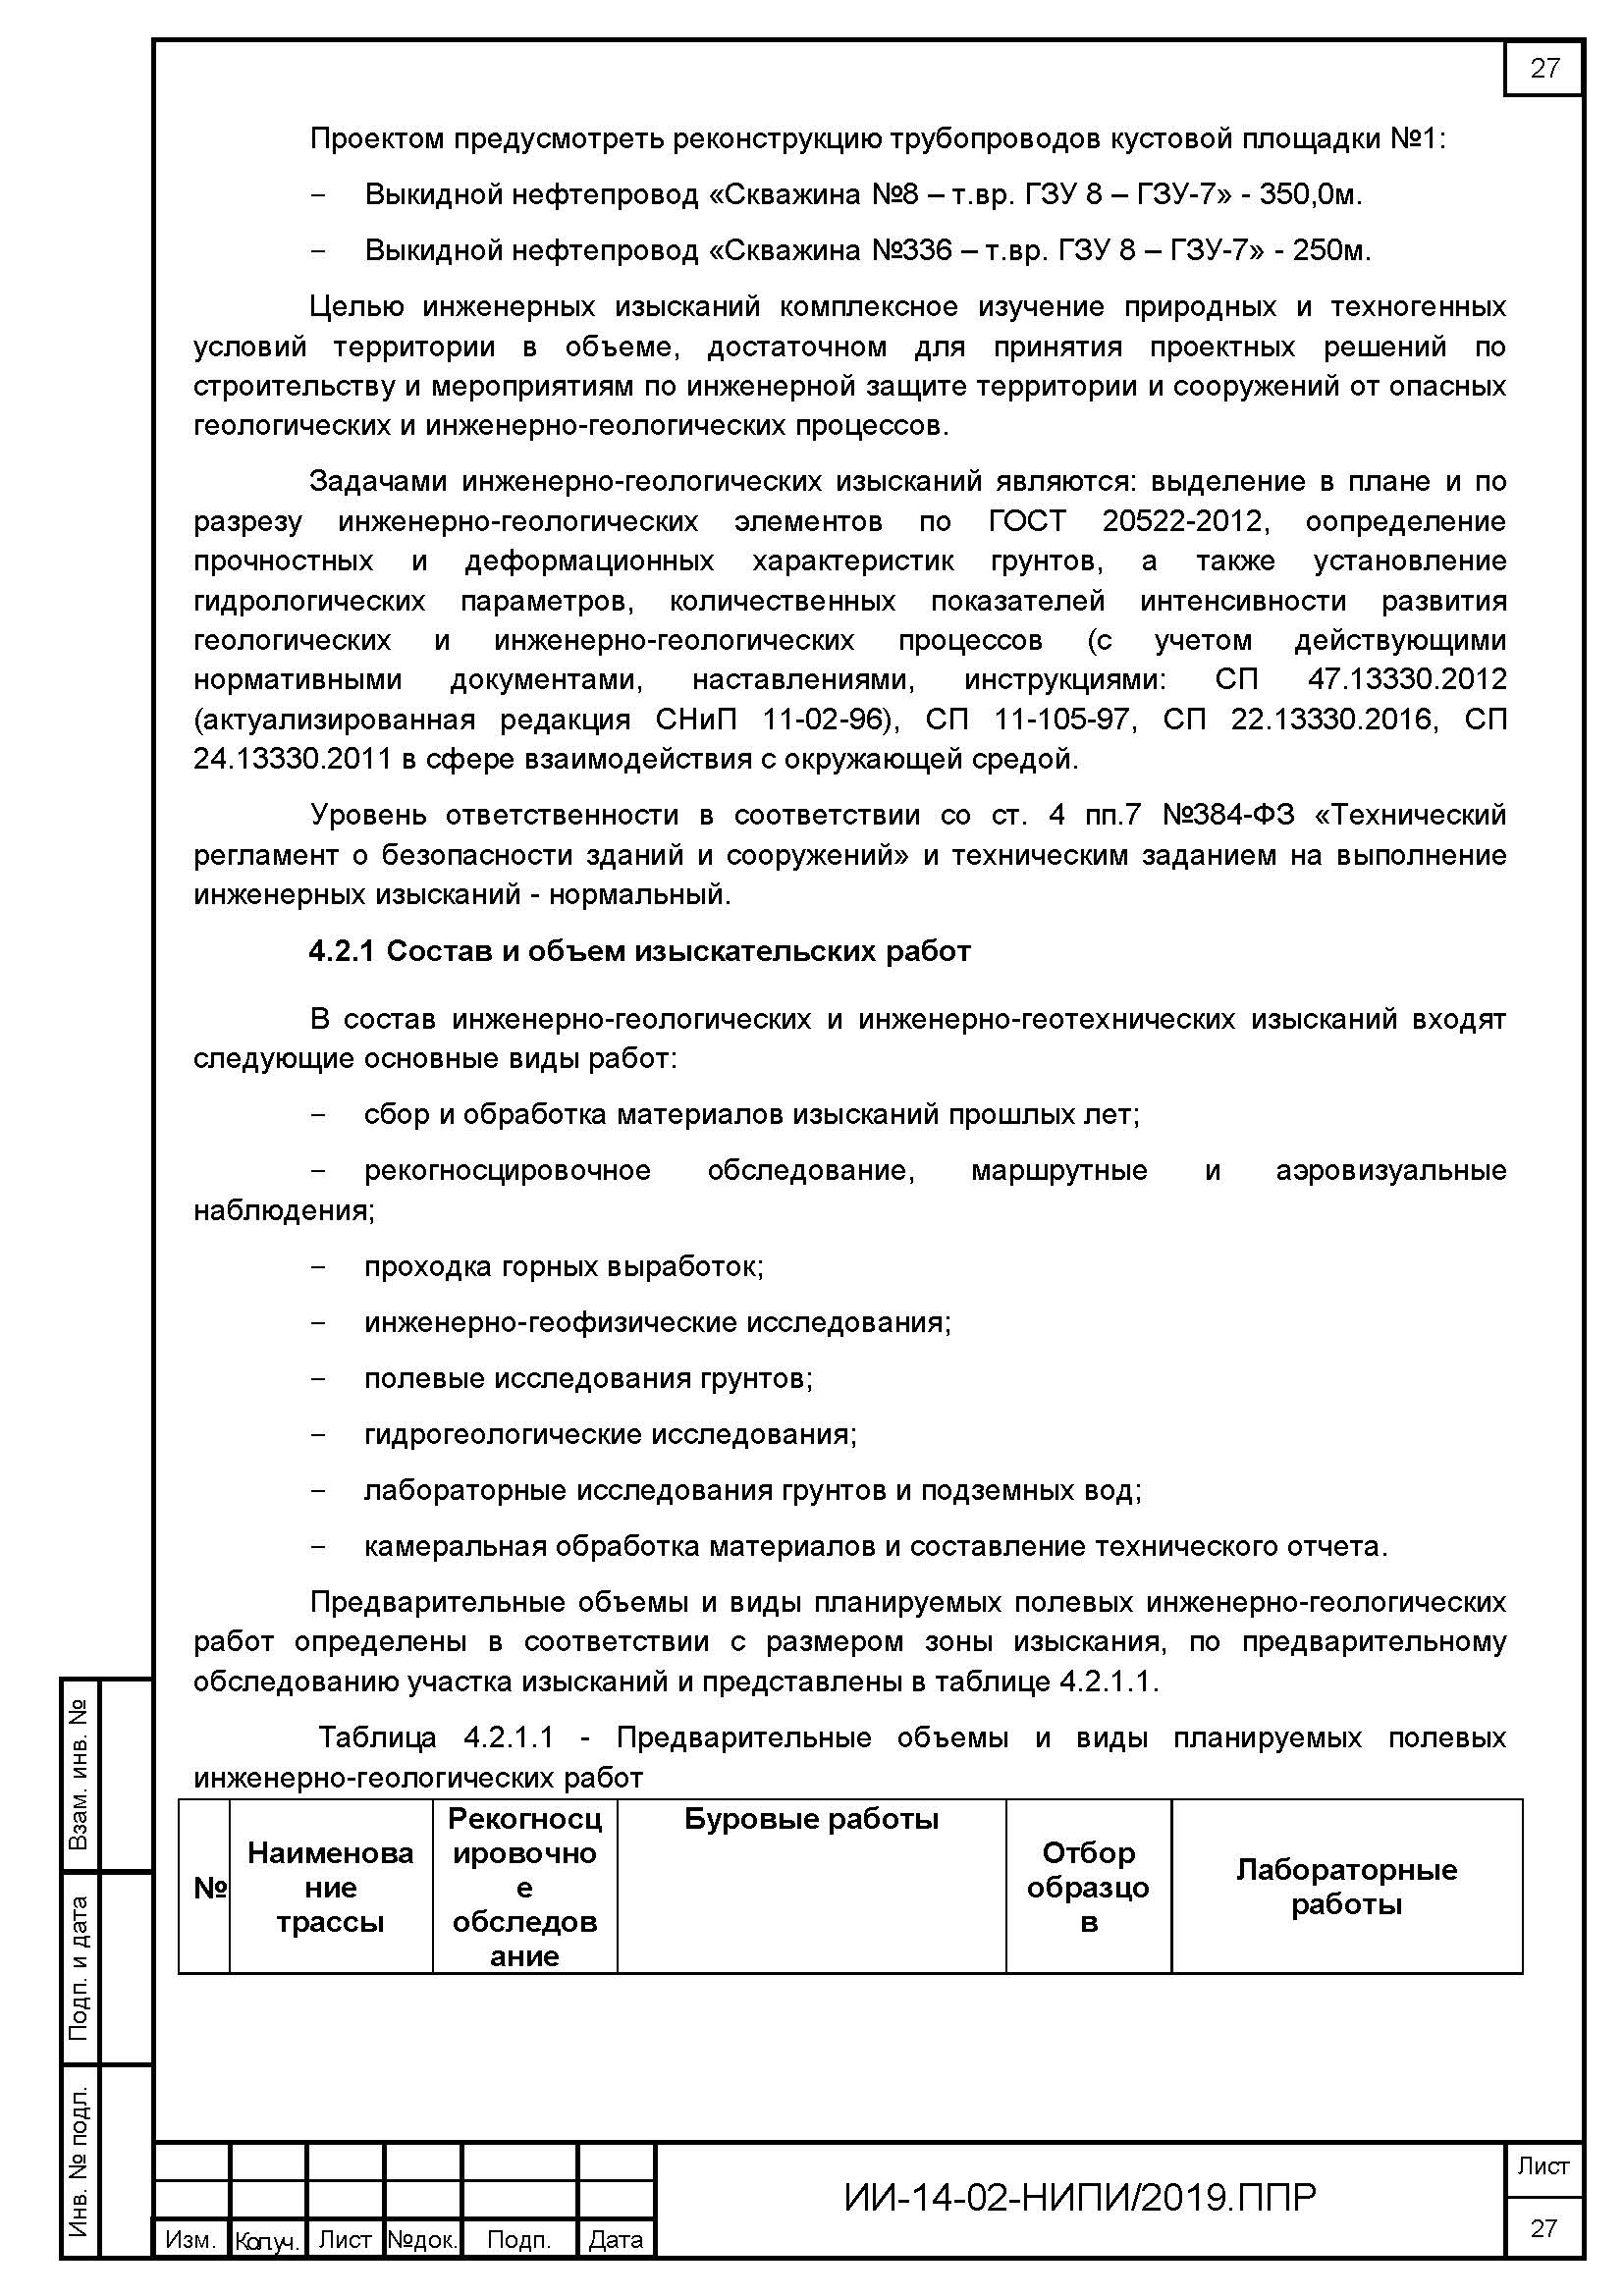 27
Проектом предусмотреть реконструкцию трубопроводов кустовой площадки №1:
− Выкидной нефтепровод «Скважина №8 – т.вр. ГЗУ 8 – ГЗУ-7» - 350,0м.
− Выкидной нефтепровод «Скважина №336 – т.вр. ГЗУ 8 – ГЗУ-7» - 250м.
Целью инженерных изысканий комплексное изучение природных и техногенных
условий территории в объеме, достаточном для принятия проектных решений по
строительству и мероприятиям по инженерной защите территории и сооружений от опасных
геологических и инженерно-геологических процессов.
Задачами инженерно-геологических изысканий являются: выделение в плане и по
разрезу инженерно-геологических элементов по ГОСТ 20522-2012, оопределение
прочностных и деформационных характеристик грунтов, а также установление
гидрологических параметров, количественных показателей интенсивности развития
геологических и инженерно-геологических процессов (с учетом действующими
нормативными документами, наставлениями, инструкциями: СП 47.13330.2012
(актуализированная редакция СНиП 11-02-96), СП 11-105-97, СП 22.13330.2016, СП
24.13330.2011 в сфере взаимодействия с окружающей средой.
Уровень ответственности в соответствии со ст. 4 пп.7 №384-ФЗ «Технический
регламент о безопасности зданий и сооружений» и техническим заданием на выполнение
инженерных изысканий - нормальный.
4.2.1 Состав и объем изыскательских работ
В состав инженерно-геологических и инженерно-геотехнических изысканий входят
следующие основные виды работ:
− сбор и обработка материалов изысканий прошлых лет;
− рекогносцировочное обследование, маршрутные и аэровизуальные
наблюдения;
− проходка горных выработок;
− инженерно-геофизические исследования;
− полевые исследования грунтов;
− гидрогеологические исследования;
− лабораторные исследования грунтов и подземных вод;
− камеральная обработка материалов и составление технического отчета.
Предварительные объемы и виды планируемых полевых инженерно-геологических
работ определены в соответствии с размером зоны изыскания, по предварительному
обследованию участка изысканий и представлены в таблице 4.2.1.1.
Таблица 4.2.1.1 - Предварительные объемы и виды планируемых полевых
инженерно-геологических работ
№
Наименова
ние
трассы
Рекогносц
ировочно
е
обследов
ание
Буровые работы
Отбор
образцо
в
Лабораторные
работы
Взам. инв. №
Подп. и дата
Инв. № подл.
Изм. Кол.уч. Лист №док. Подп. Дата
ИИ-14-02-НИПИ/2019.ППР
Лист
27